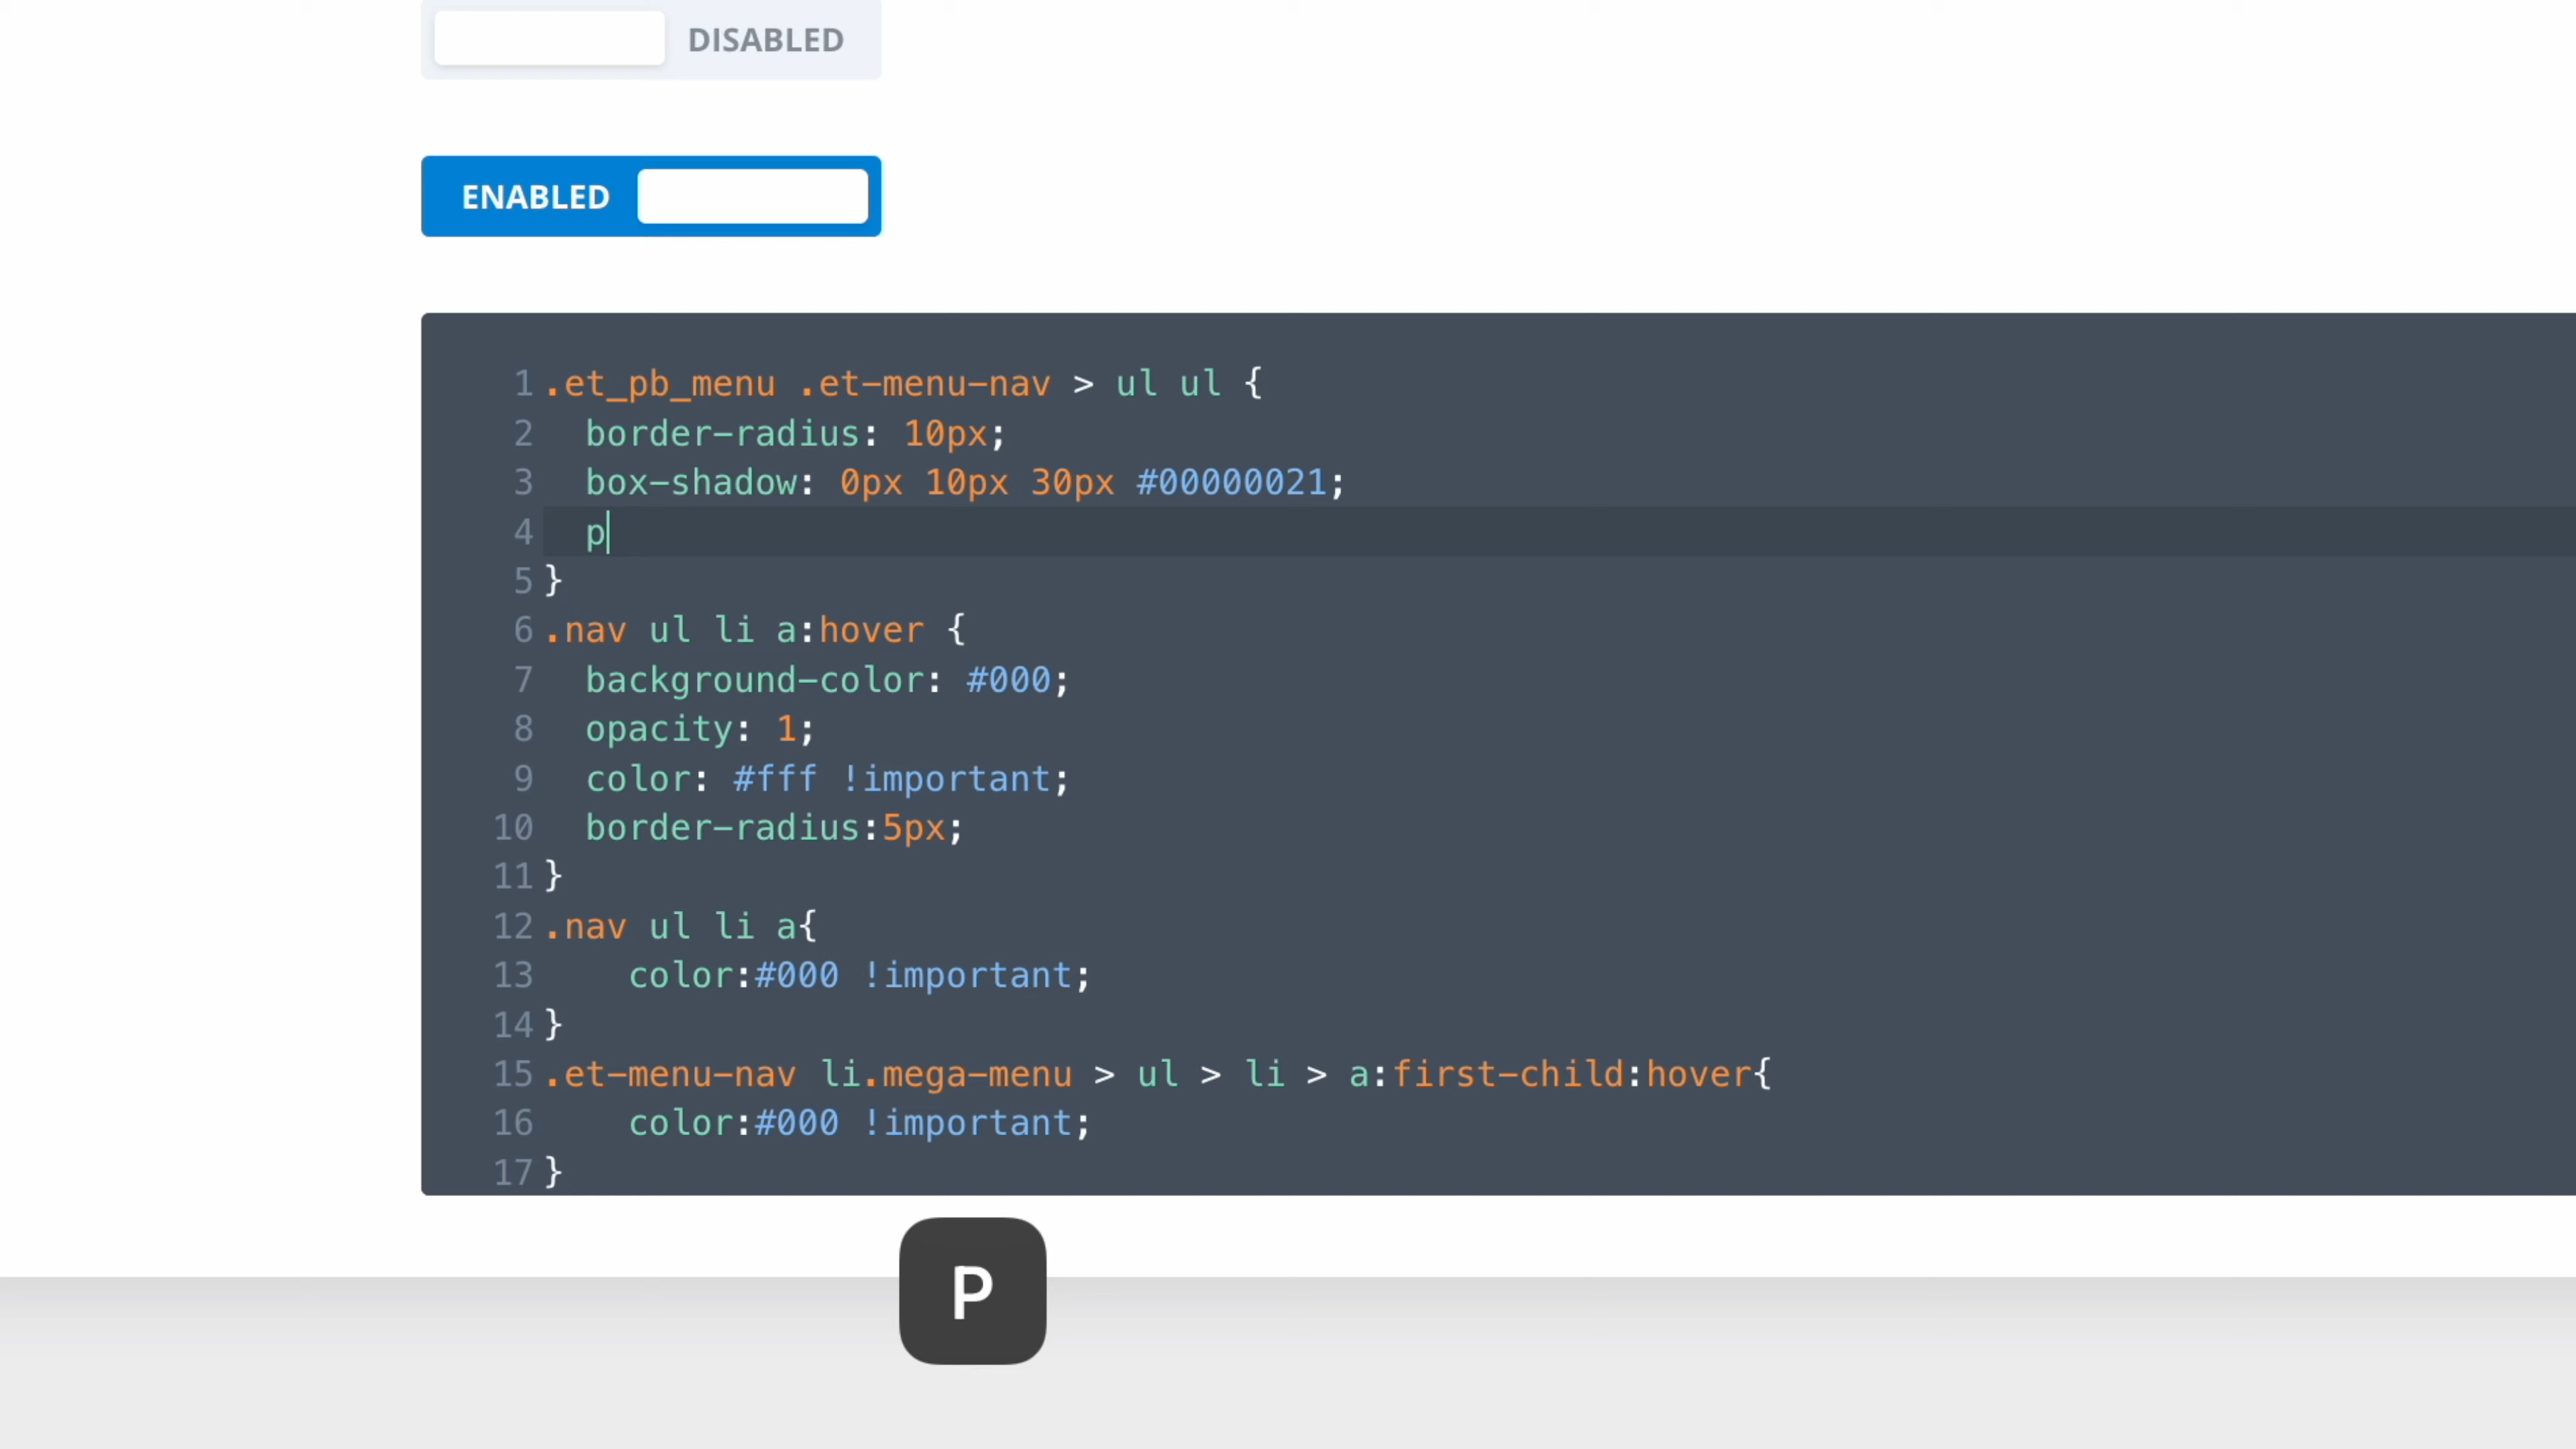 DISABLED
ENABLED
1 .et_pb_menu .et-menu-nav > ul ul {
2 border-radius: 10px;
3 box-shadow: 0px 10px 30px #00000021;
4 p
5 }
6 .nav ul li a:hover {
7 background-color: #000;
8 opacity: 1;
9 color: #fff !important;
10 border-radius:5px;
11 }
12 .nav ul li a{
13 color:#000 !important;
14 }
15 .et-menu-nav li.mega-menu > ul > li > a:first-child:hover{
16 color:#000 !important;
17 }
P